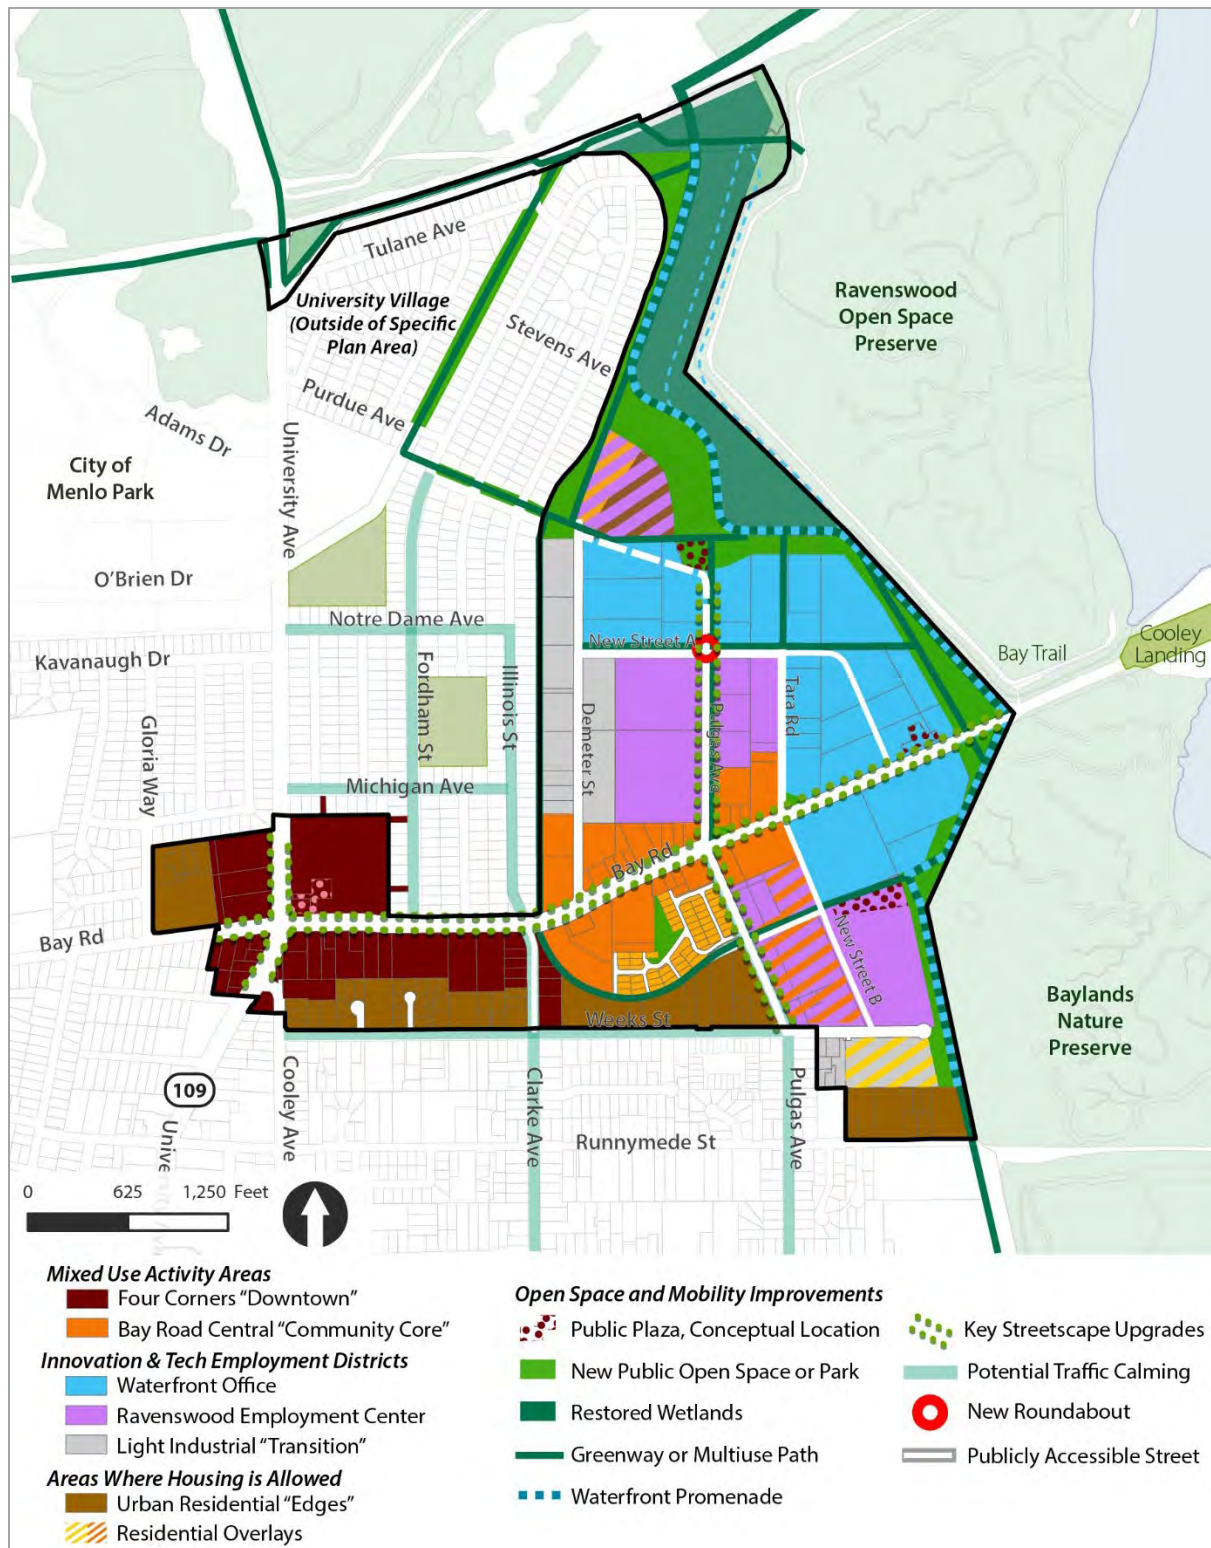 Tulane Ave
University Village
(Outside of Specific
Plan Area)
Stevens Ave
Purdue Ave
Ravenswood
Open Space
Preserve
Adams Dr
City of
Menlo Park
University Ave
O'Brien Dr
Notre Dame Ave
Kavanaugh Dr
Fordham St
Illinois St
New Street A
Bay Trail
Cooley
Landing
Gloria Way
Demeter St
Pulgas Ave
Tara Rd
Michigan Ave
Bay Rd
Bay Rd
New Street B
Weeks St
Baylands
Nature
Preserve
109
Cooley Ave
Clarke Ave
Pulgas Ave
Runnymede St
0 625 1,250 Feet
Mixed Use Activity Areas
Four Corners "Downtown"
Bay Road Central "Community Core"
Innovation & Tech Employment Districts
Waterfront Office
Ravenswood Employment Center
Light Industrial "Transition"
Areas Where Housing is Allowed
Urban Residential "Edges"
Residential Overlays
Open Space and Mobility Improvements
Public Plaza, Conceptual Location
New Public Open Space or Park
Restored Wetlands
Greenway or Multiuse Path
Waterfront Promenade
Key Streetscape Upgrades
Potential Traffic Calming
New Roundabout
Publicly Accessible Street